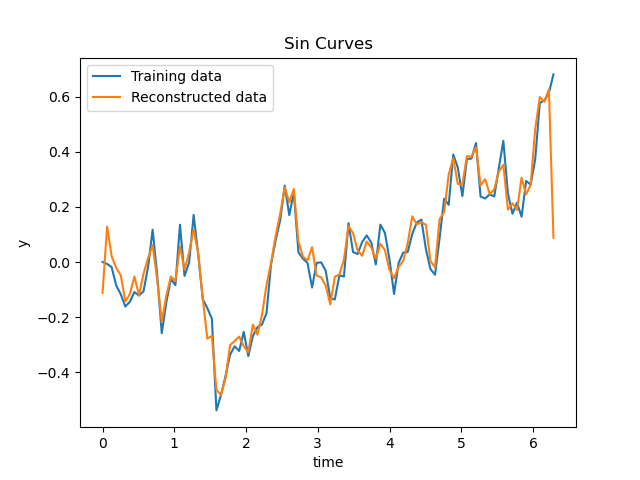 Sin Curves
Training data
Reconstructed data
0.6
0.4
0.2
0.0
−0.2
−0.4
y
0 1 2 3 4 5 6
time